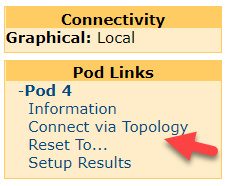 Connectivity
Graphical: Local
Pod Links
-Pod 4
Information
Connect via Topology
Reset To...
Setup Results